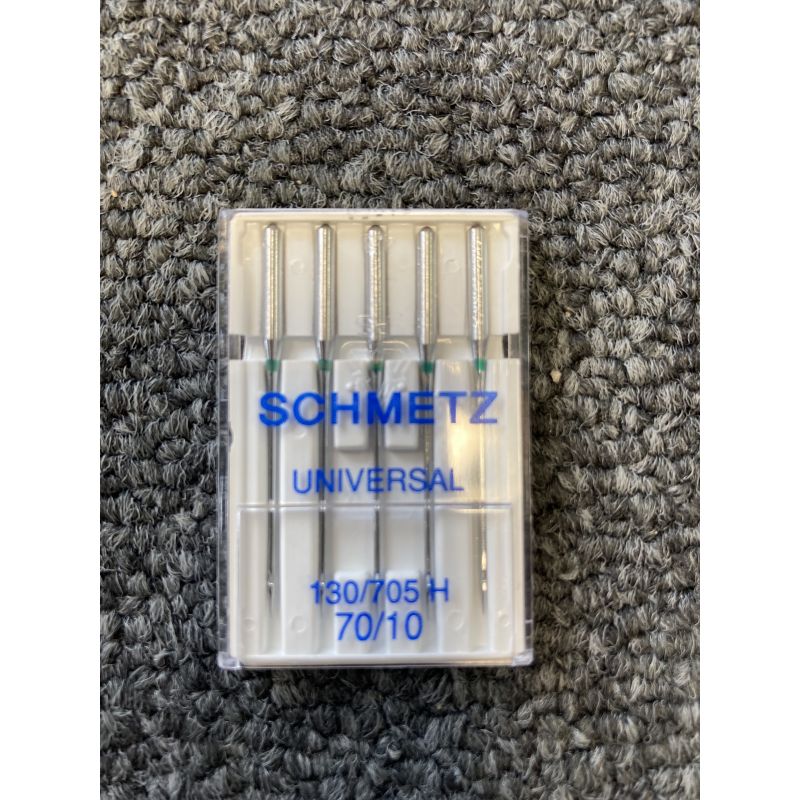 SCHMETZ
UNIVERSAL
130/705 H
70/10